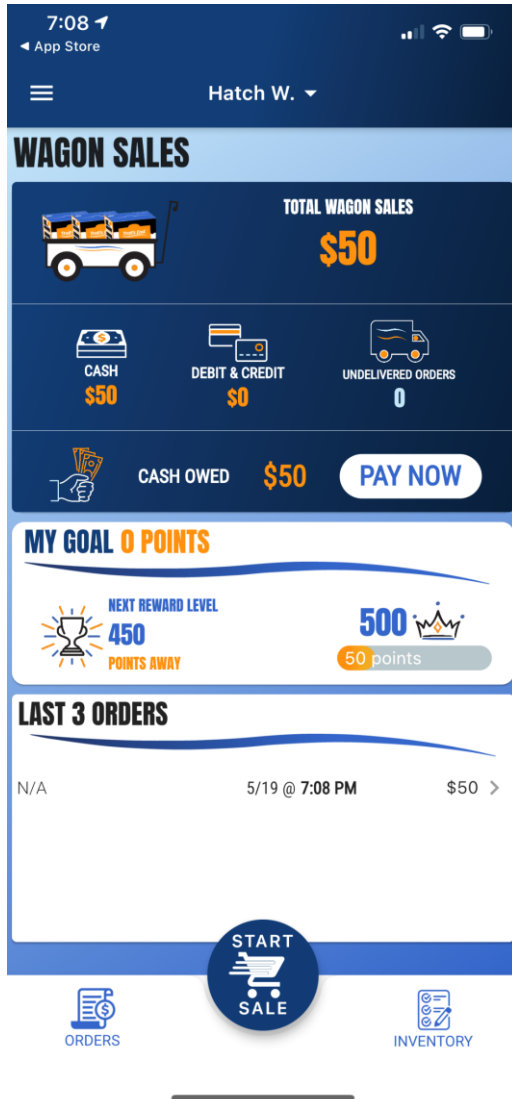 7:08
◀ App Store
Hatch W.
WAGON SALES
TOTAL WAGON SALES
$50
CASH
$50
DEBIT & CREDIT
$0
UNDELIVERED ORDERS
0
CASH OWED $50 PAY NOW
MY GOAL 0 POINTS
NEXT REWARD LEVEL
450
POINTS AWAY
500
50 points
LAST 3 ORDERS
N/A 5/19 @ 7:08 PM $50 >
START
SALE
ORDERS
INVENTORY